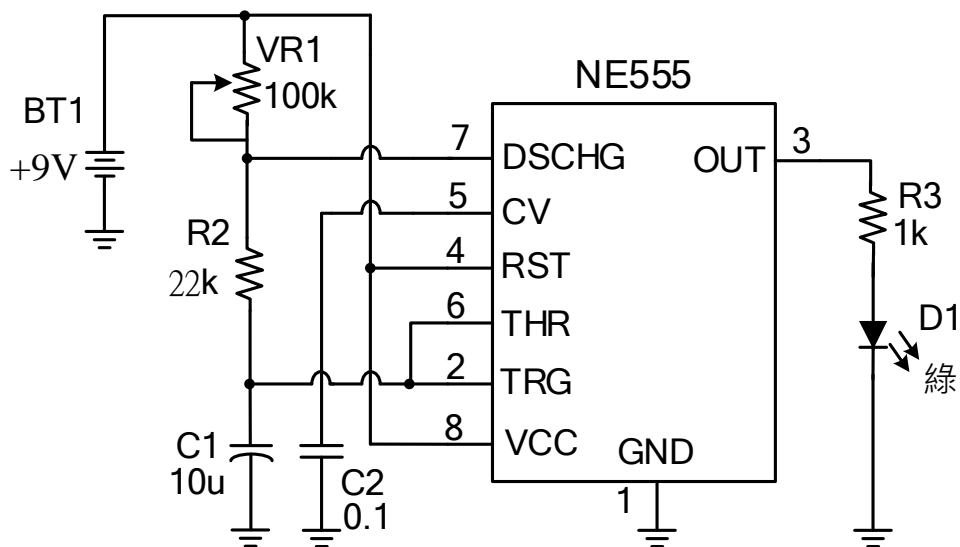 VR1
100k
BT1
+9V
R2
22k
C1
10u
C2
0.1
NE555
7
DSCHG
5
CV
4
RST
6
THR
2
TRG
8
VCC
GND
1
OUT
3
R3
1k
D1
綠